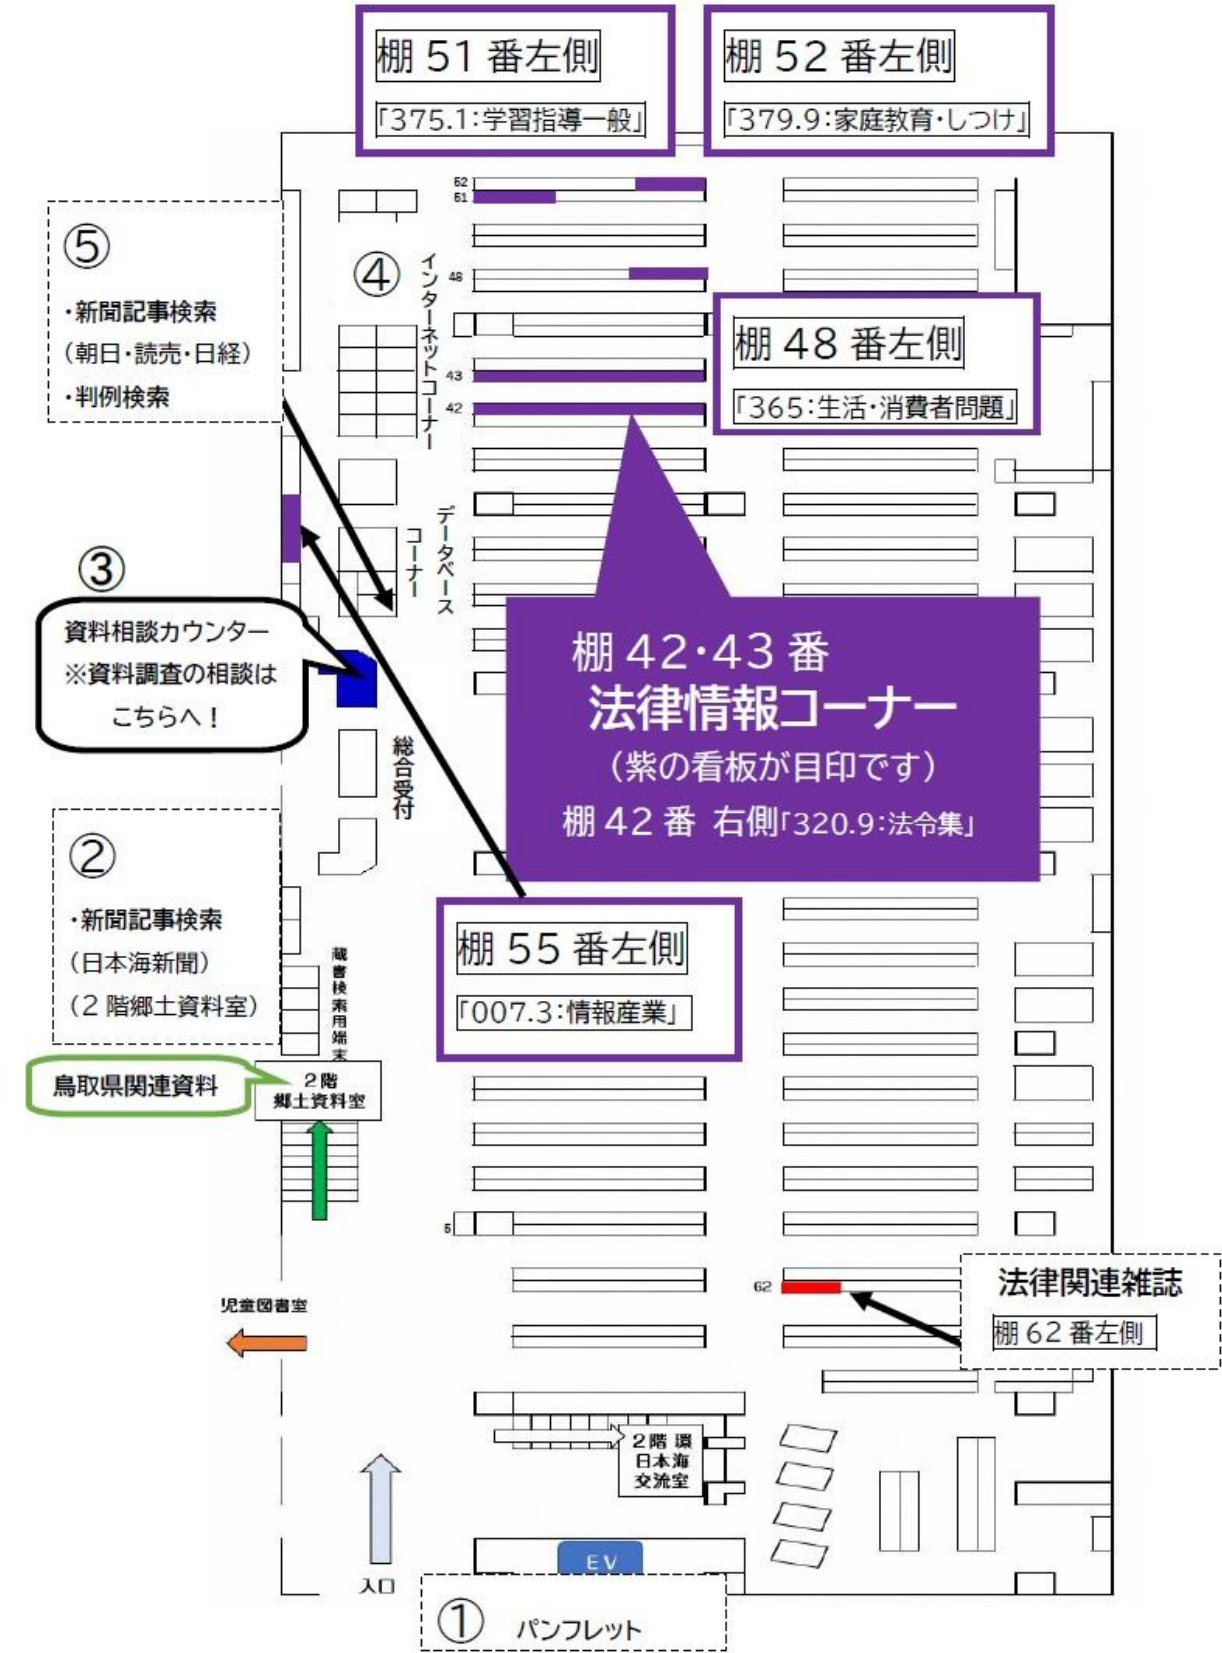 棚 51 番左側
「375.1:学習指導一般」
棚 52 番左側
「379.9:家庭教育・しつけ」
52
51
⑤
・新聞記事検索
(朝日・読売・日経)
・判例検索
④
インターネットコーナー
48
棚 48 番左側
「365:生活・消費者問題」
43
42
データベース
コーナー
③
資料相談カウンター
※資料調査の相談は
こちらへ!
棚 42・43 番
法律情報コーナー
(紫の看板が目印です)
棚 42 番 右側「320.9:法令集」
総合受付
②
・新聞記事検索
(日本海新聞)
(2 階郷土資料室)
棚 55 番左側
「007.3:情報産業」
蔵書検索用端末
鳥取県関連資料
2階
郷土資料室
5
62
法律関連雑誌
棚 62 番左側
児童図書室
2階 環
日本海
交流室
EV
入口
① パンフレット